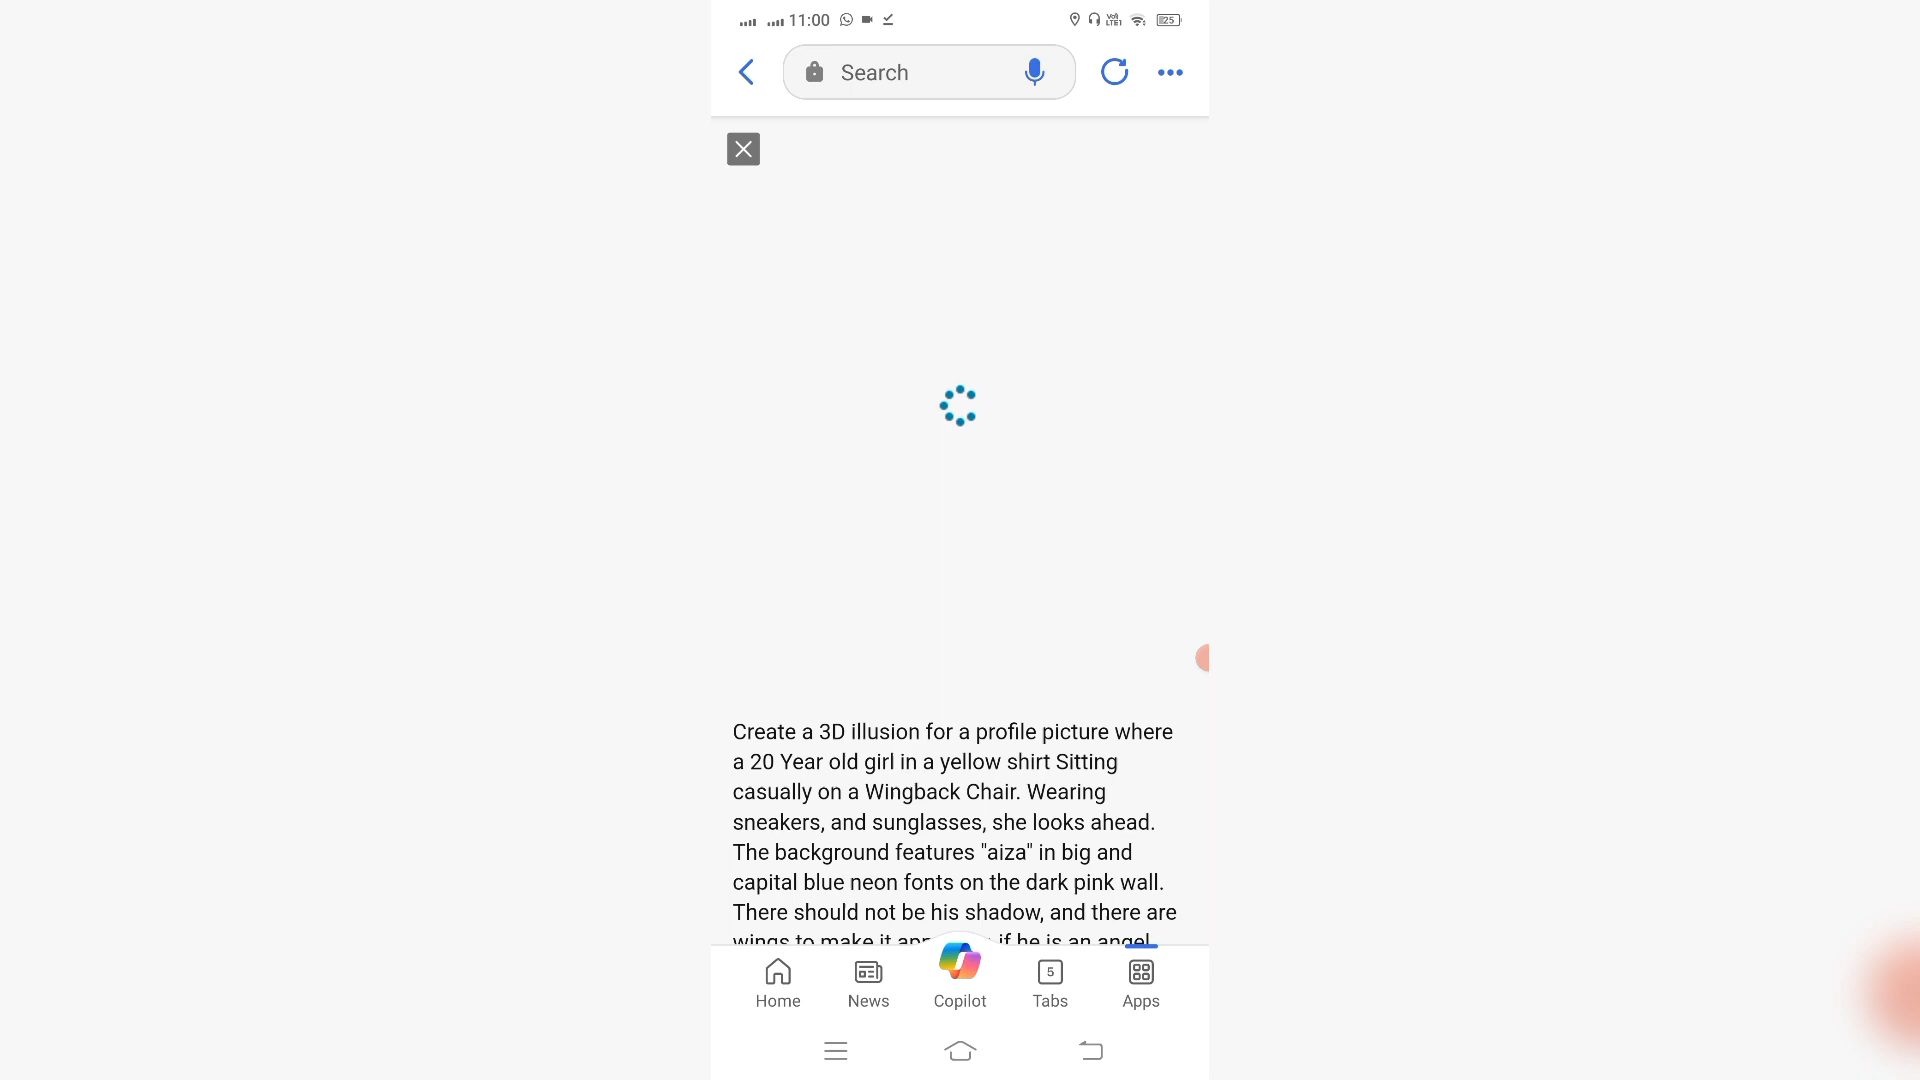 11:00
Vo))
LTE1
25
Search
Create a 3D illusion for a profile picture where
a 20 Year old girl in a yellow shirt Sitting
casually on a Wingback Chair. Wearing
sneakers, and sunglasses, she looks ahead.
The background features "aiza" in big and
capital blue neon fonts on the dark pink wall.
There should not be his shadow, and there are
wings to make it if he is an angel
5
Home News Copilot Tabs Apps